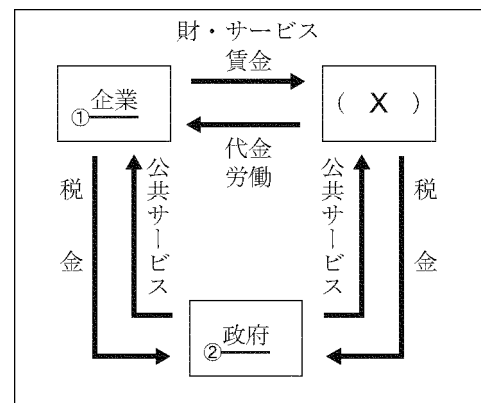 財・サービス
賃金
①企業
( X )
代金
労働
税金
公共サービス
公共サービス
税金
②政府